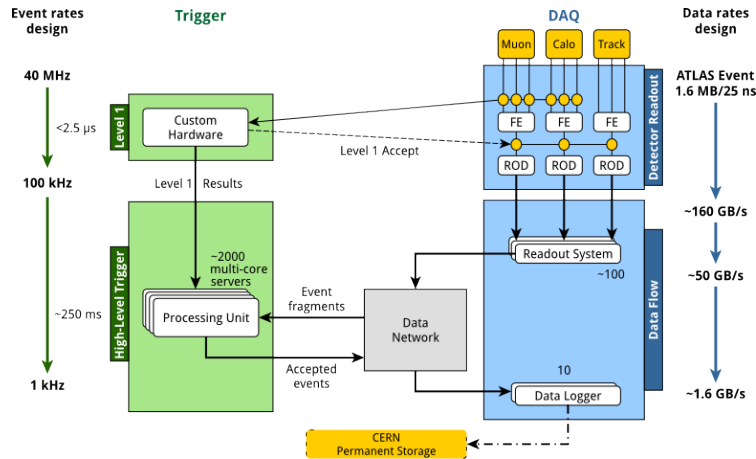 Event rates
design
Trigger
DAQ
Data rates
design
Muon
Calo
Track
40 MHz
ATLAS Event
1.6 MB/25 ns
Level 1
<2.5 μs
Custom
Hardware
FE
FE
FE
Detector Readout
Level 1 Accept
ROD
ROD
ROD
100 kHz
Level 1 Results
~160 GB/s
~2000
multi-core
servers
Readout System
~100
~50 GB/s
High-Level Trigger
~250 ms
Processing Unit
Event
fragments
Data
Network
Data Flow
Accepted
events
10
1 kHz
Data Logger
~1.6 GB/s
CERN
Permanent Storage